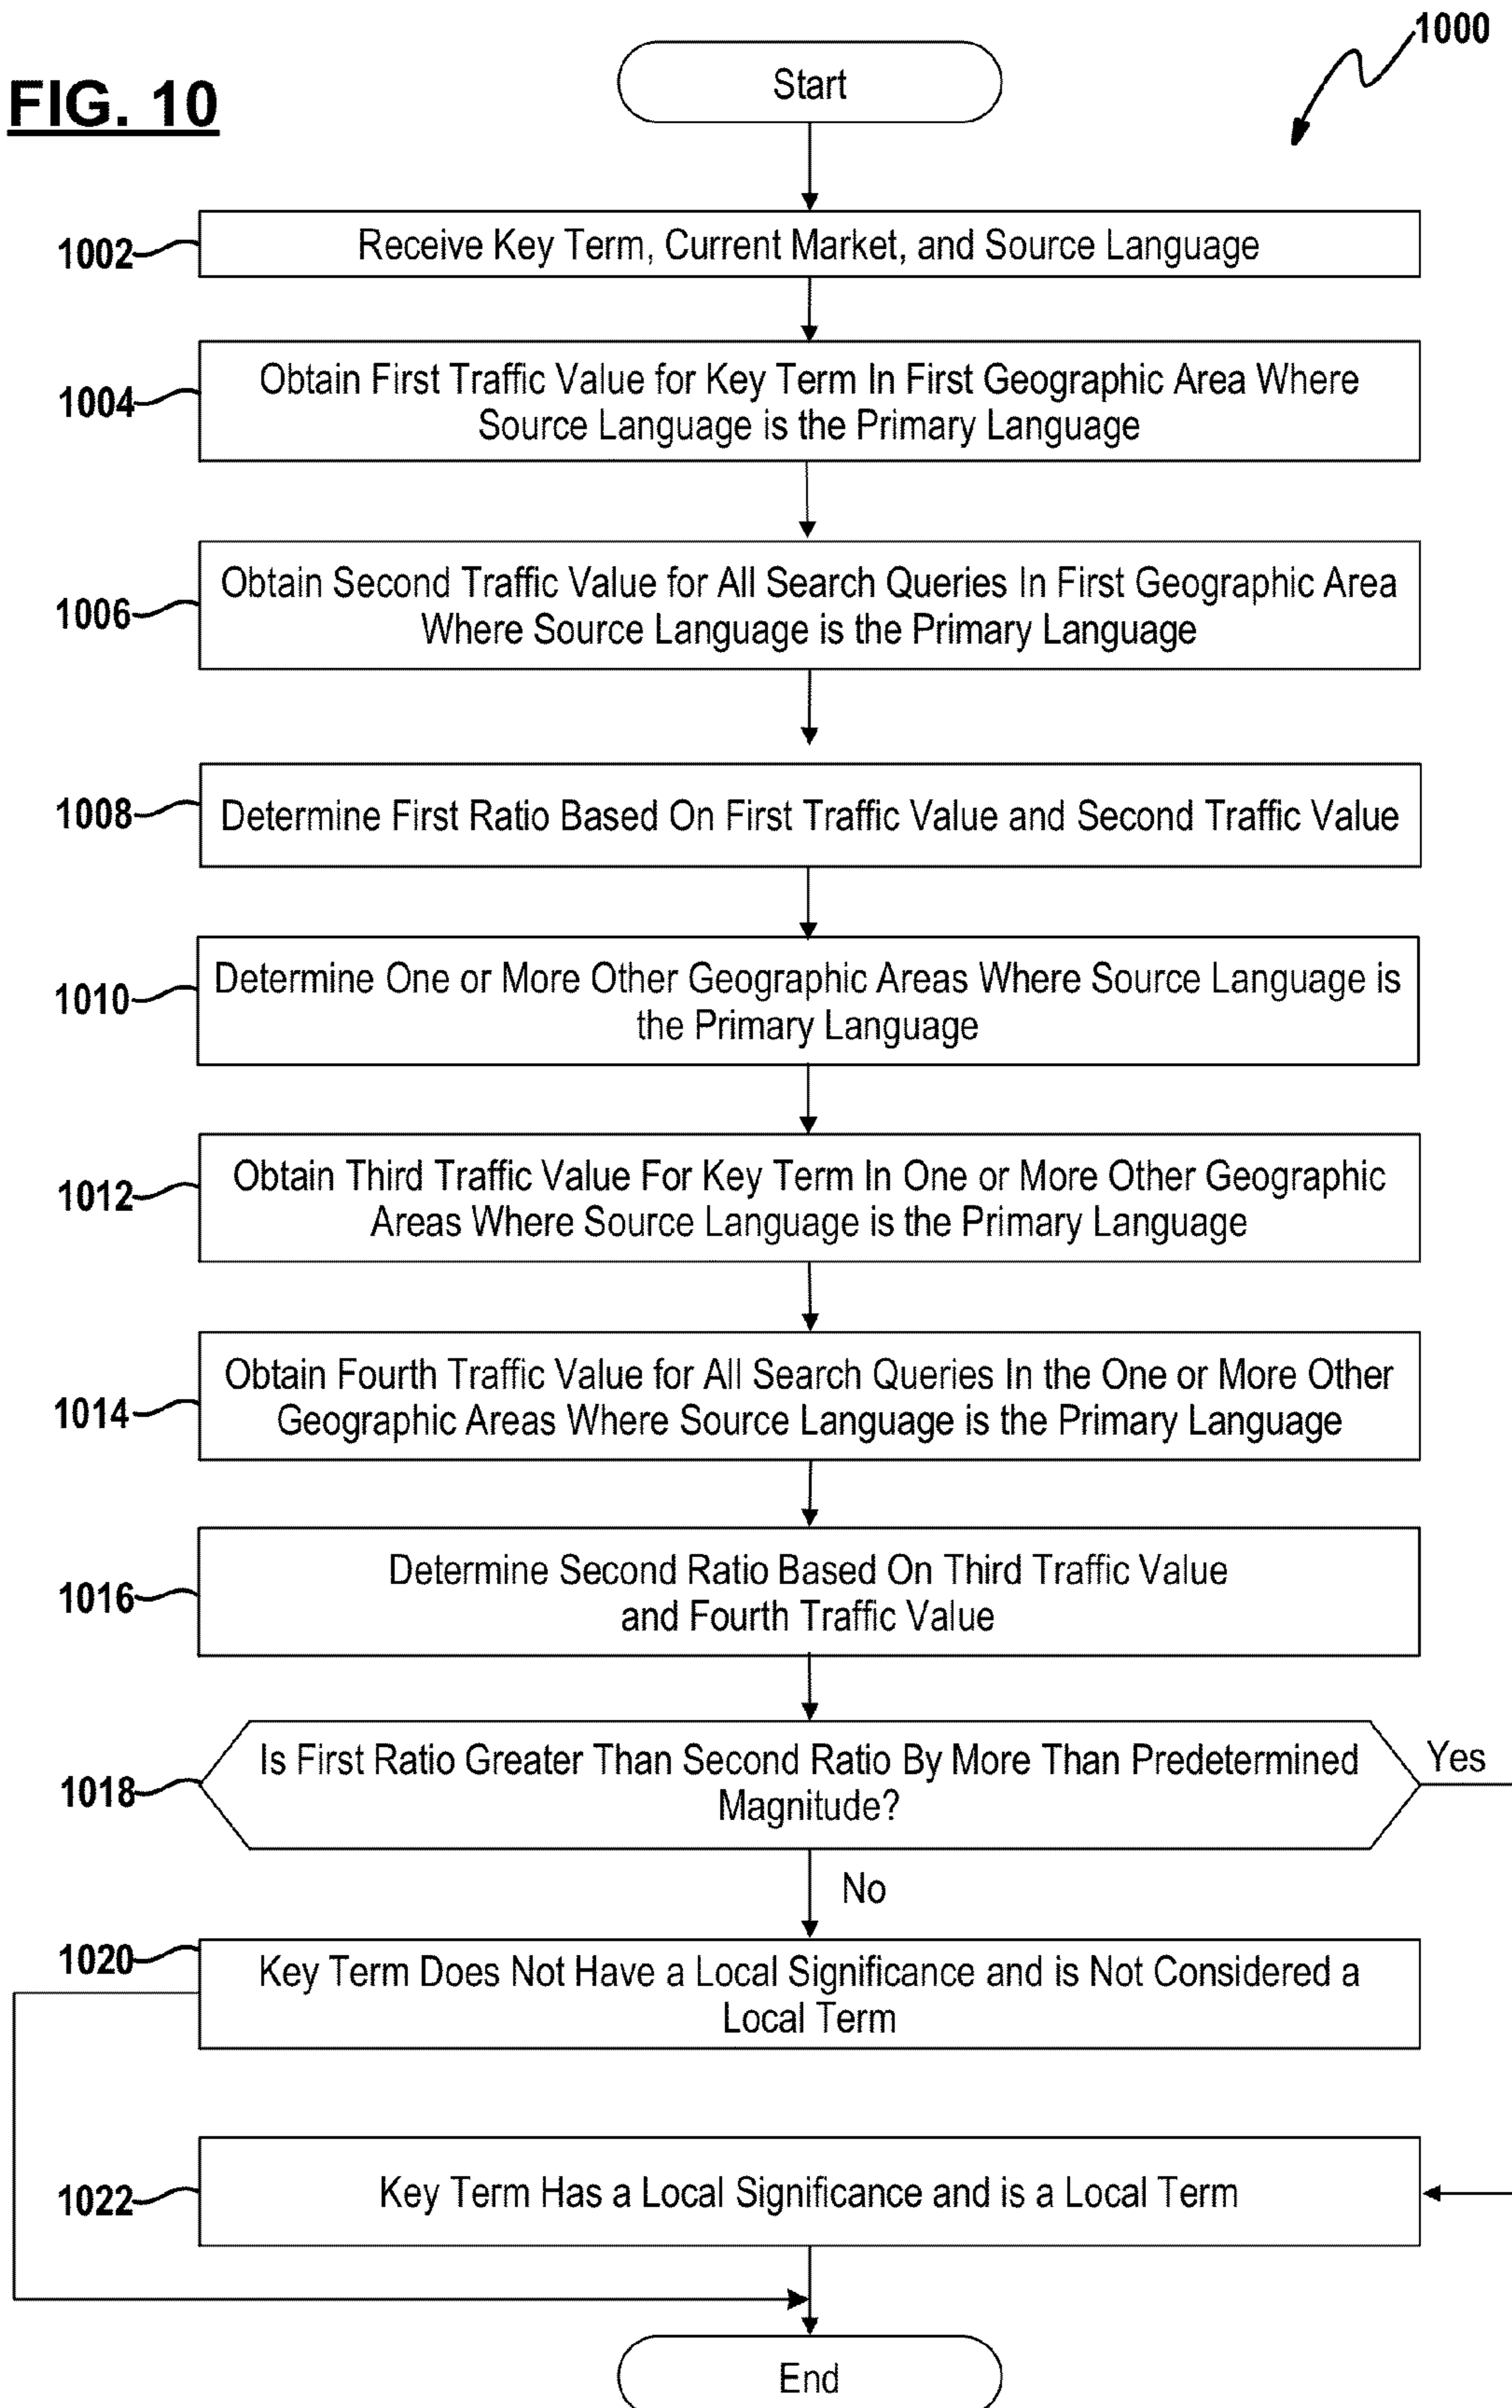 1000
FIG. 10
Start
1002
Receive Key Term, Current Market, and Source Language
1004
Obtain First Traffic Value for Key Term In First Geographic Area Where
Source Language is the Primary Language
1006
Obtain Second Traffic Value for All Search Queries In First Geographic Area
Where Source Language is the Primary Language
1008
Determine First Ratio Based On First Traffic Value and Second Traffic Value
1010
Determine One or More Other Geographic Areas Where Source Language is
the Primary Language
1012
Obtain Third Traffic Value For Key Term In One or More Other Geographic
Areas Where Source Language is the Primary Language
1014
Obtain Fourth Traffic Value for All Search Queries In the One or More Other
Geographic Areas Where Source Language is the Primary Language
1016
Determine Second Ratio Based On Third Traffic Value
and Fourth Traffic Value
1018
Is First Ratio Greater Than Second Ratio By More Than Predetermined
Magnitude?
Yes
No
1020
Key Term Does Not Have a Local Significance and is Not Considered a
Local Term
1022
Key Term Has a Local Significance and is a Local Term
End